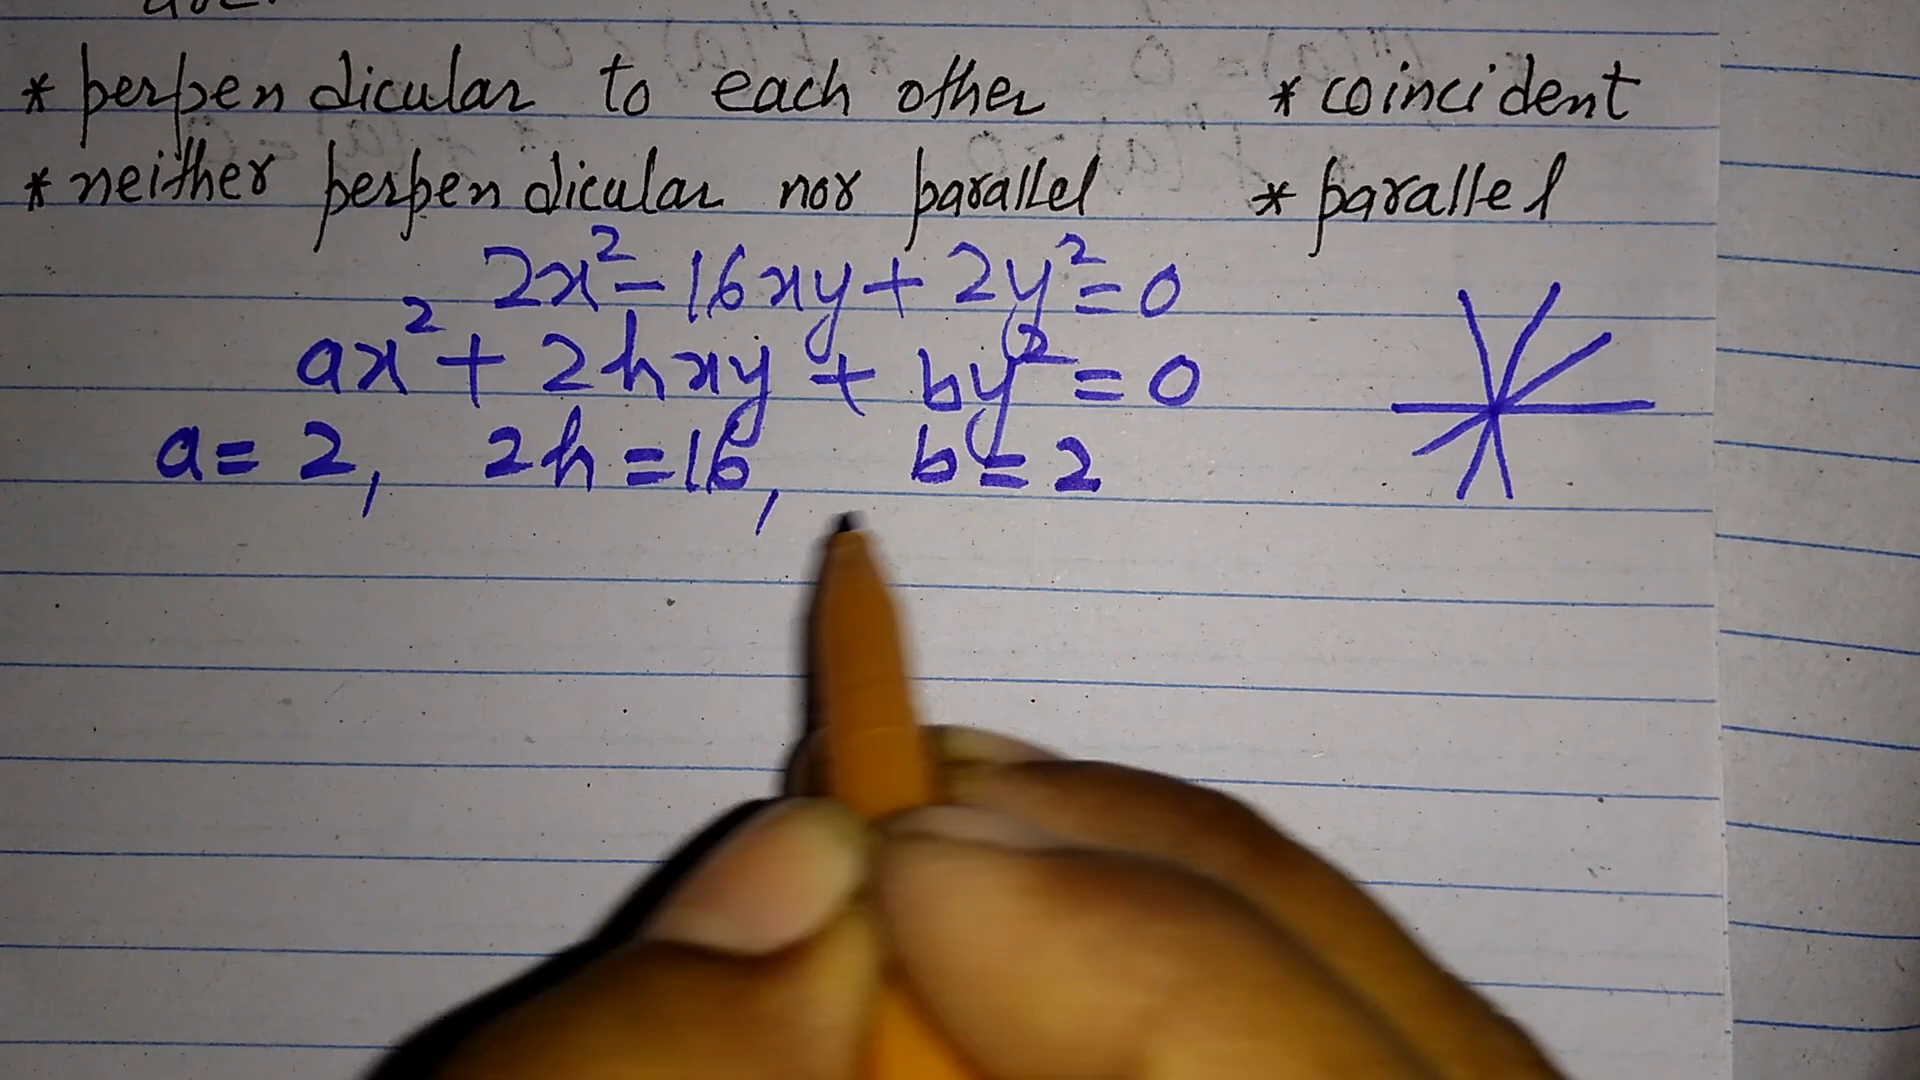 * perpendicular to each other * coincident
* neither perpendicular nor parallel * parallel
2x² - 16xy + 2y² = 0
ax² + 2hxy + by² = 0
a = 2, 2h = 16, b = 2